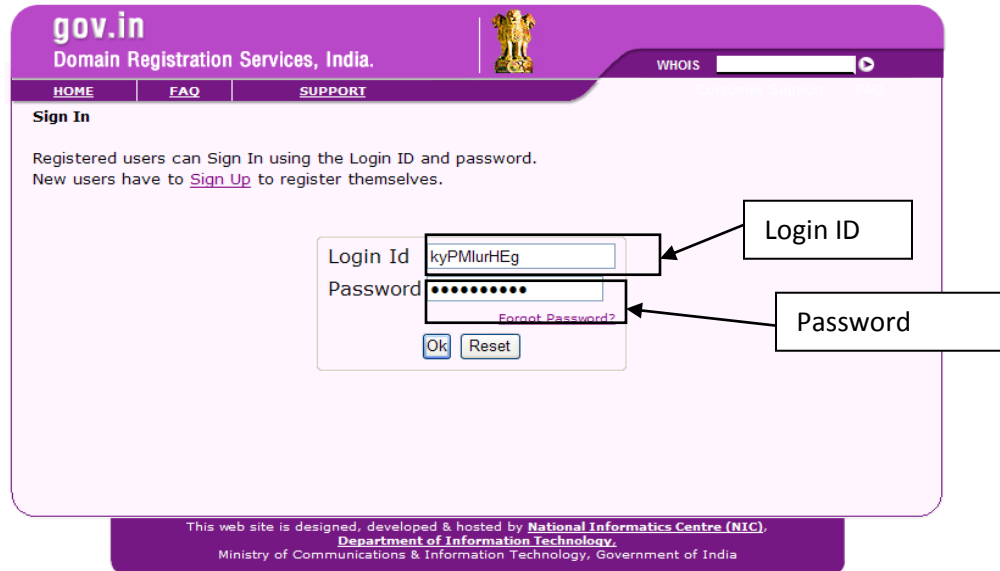 gov.in
Domain Registration Services, India.
WHOIS
HOME FAQ SUPPORT
Sign In
Registered users can Sign In using the Login ID and password.
New users have to Sign Up to register themselves.
Login ID
Login Id kyPMlurHEg
Password ●●●●●●●●●●
Forgot Password?
Password
Ok Reset
This web site is designed, developed & hosted by National Informatics Centre (NIC),
Department of Information Technology,
Ministry of Communications & Information Technology, Government of India